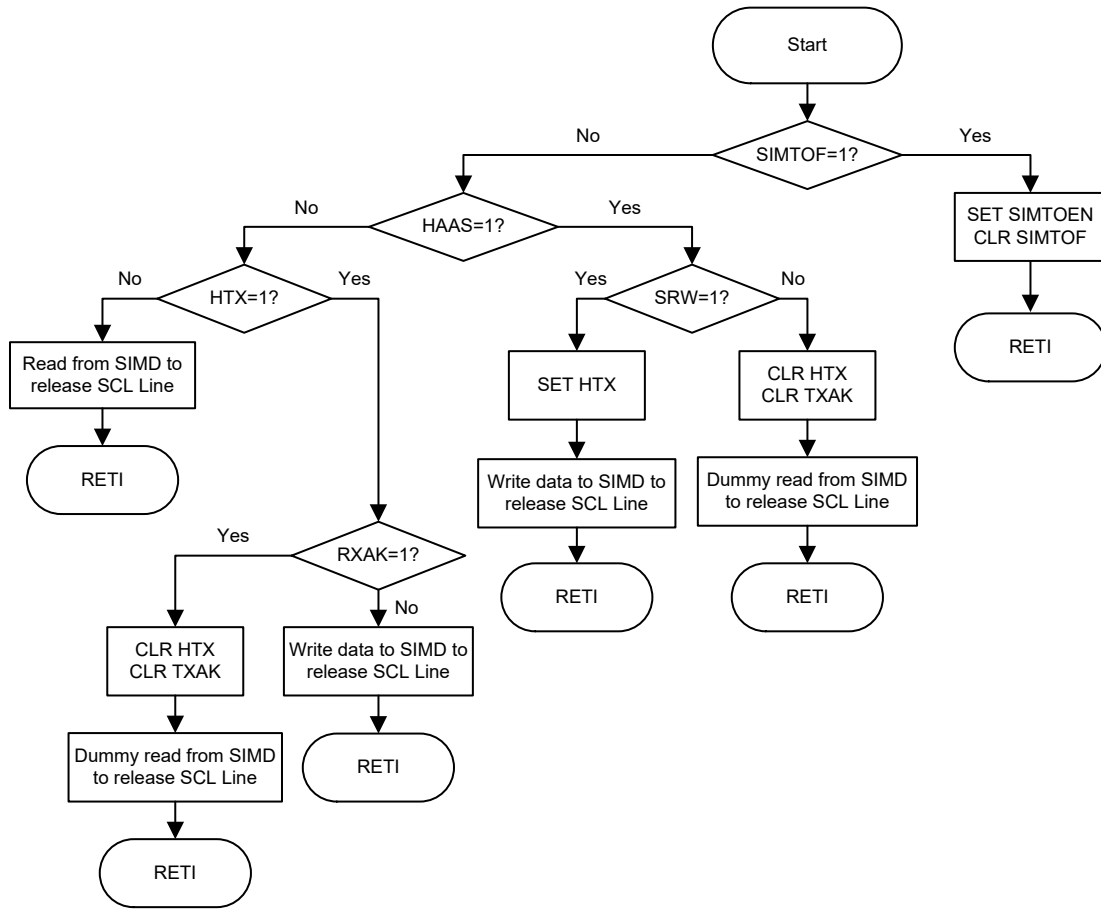 Start
No
Yes
SIMTOF=1?
No
Yes
HAAS=1?
SET SIMTOEN
CLR SIMTOF
No
Yes
Yes
No
HTX=1?
SRW=1?
RETI
Read from SIMD to
release SCL Line
SET HTX
CLR HTX
CLR TXAK
RETI
Write data to SIMD to
release SCL Line
Dummy read from SIMD
to release SCL Line
Yes
RXAK=1?
RETI
RETI
No
CLR HTX
CLR TXAK
Write data to SIMD to
release SCL Line
Dummy read from SIMD
to release SCL Line
RETI
RETI